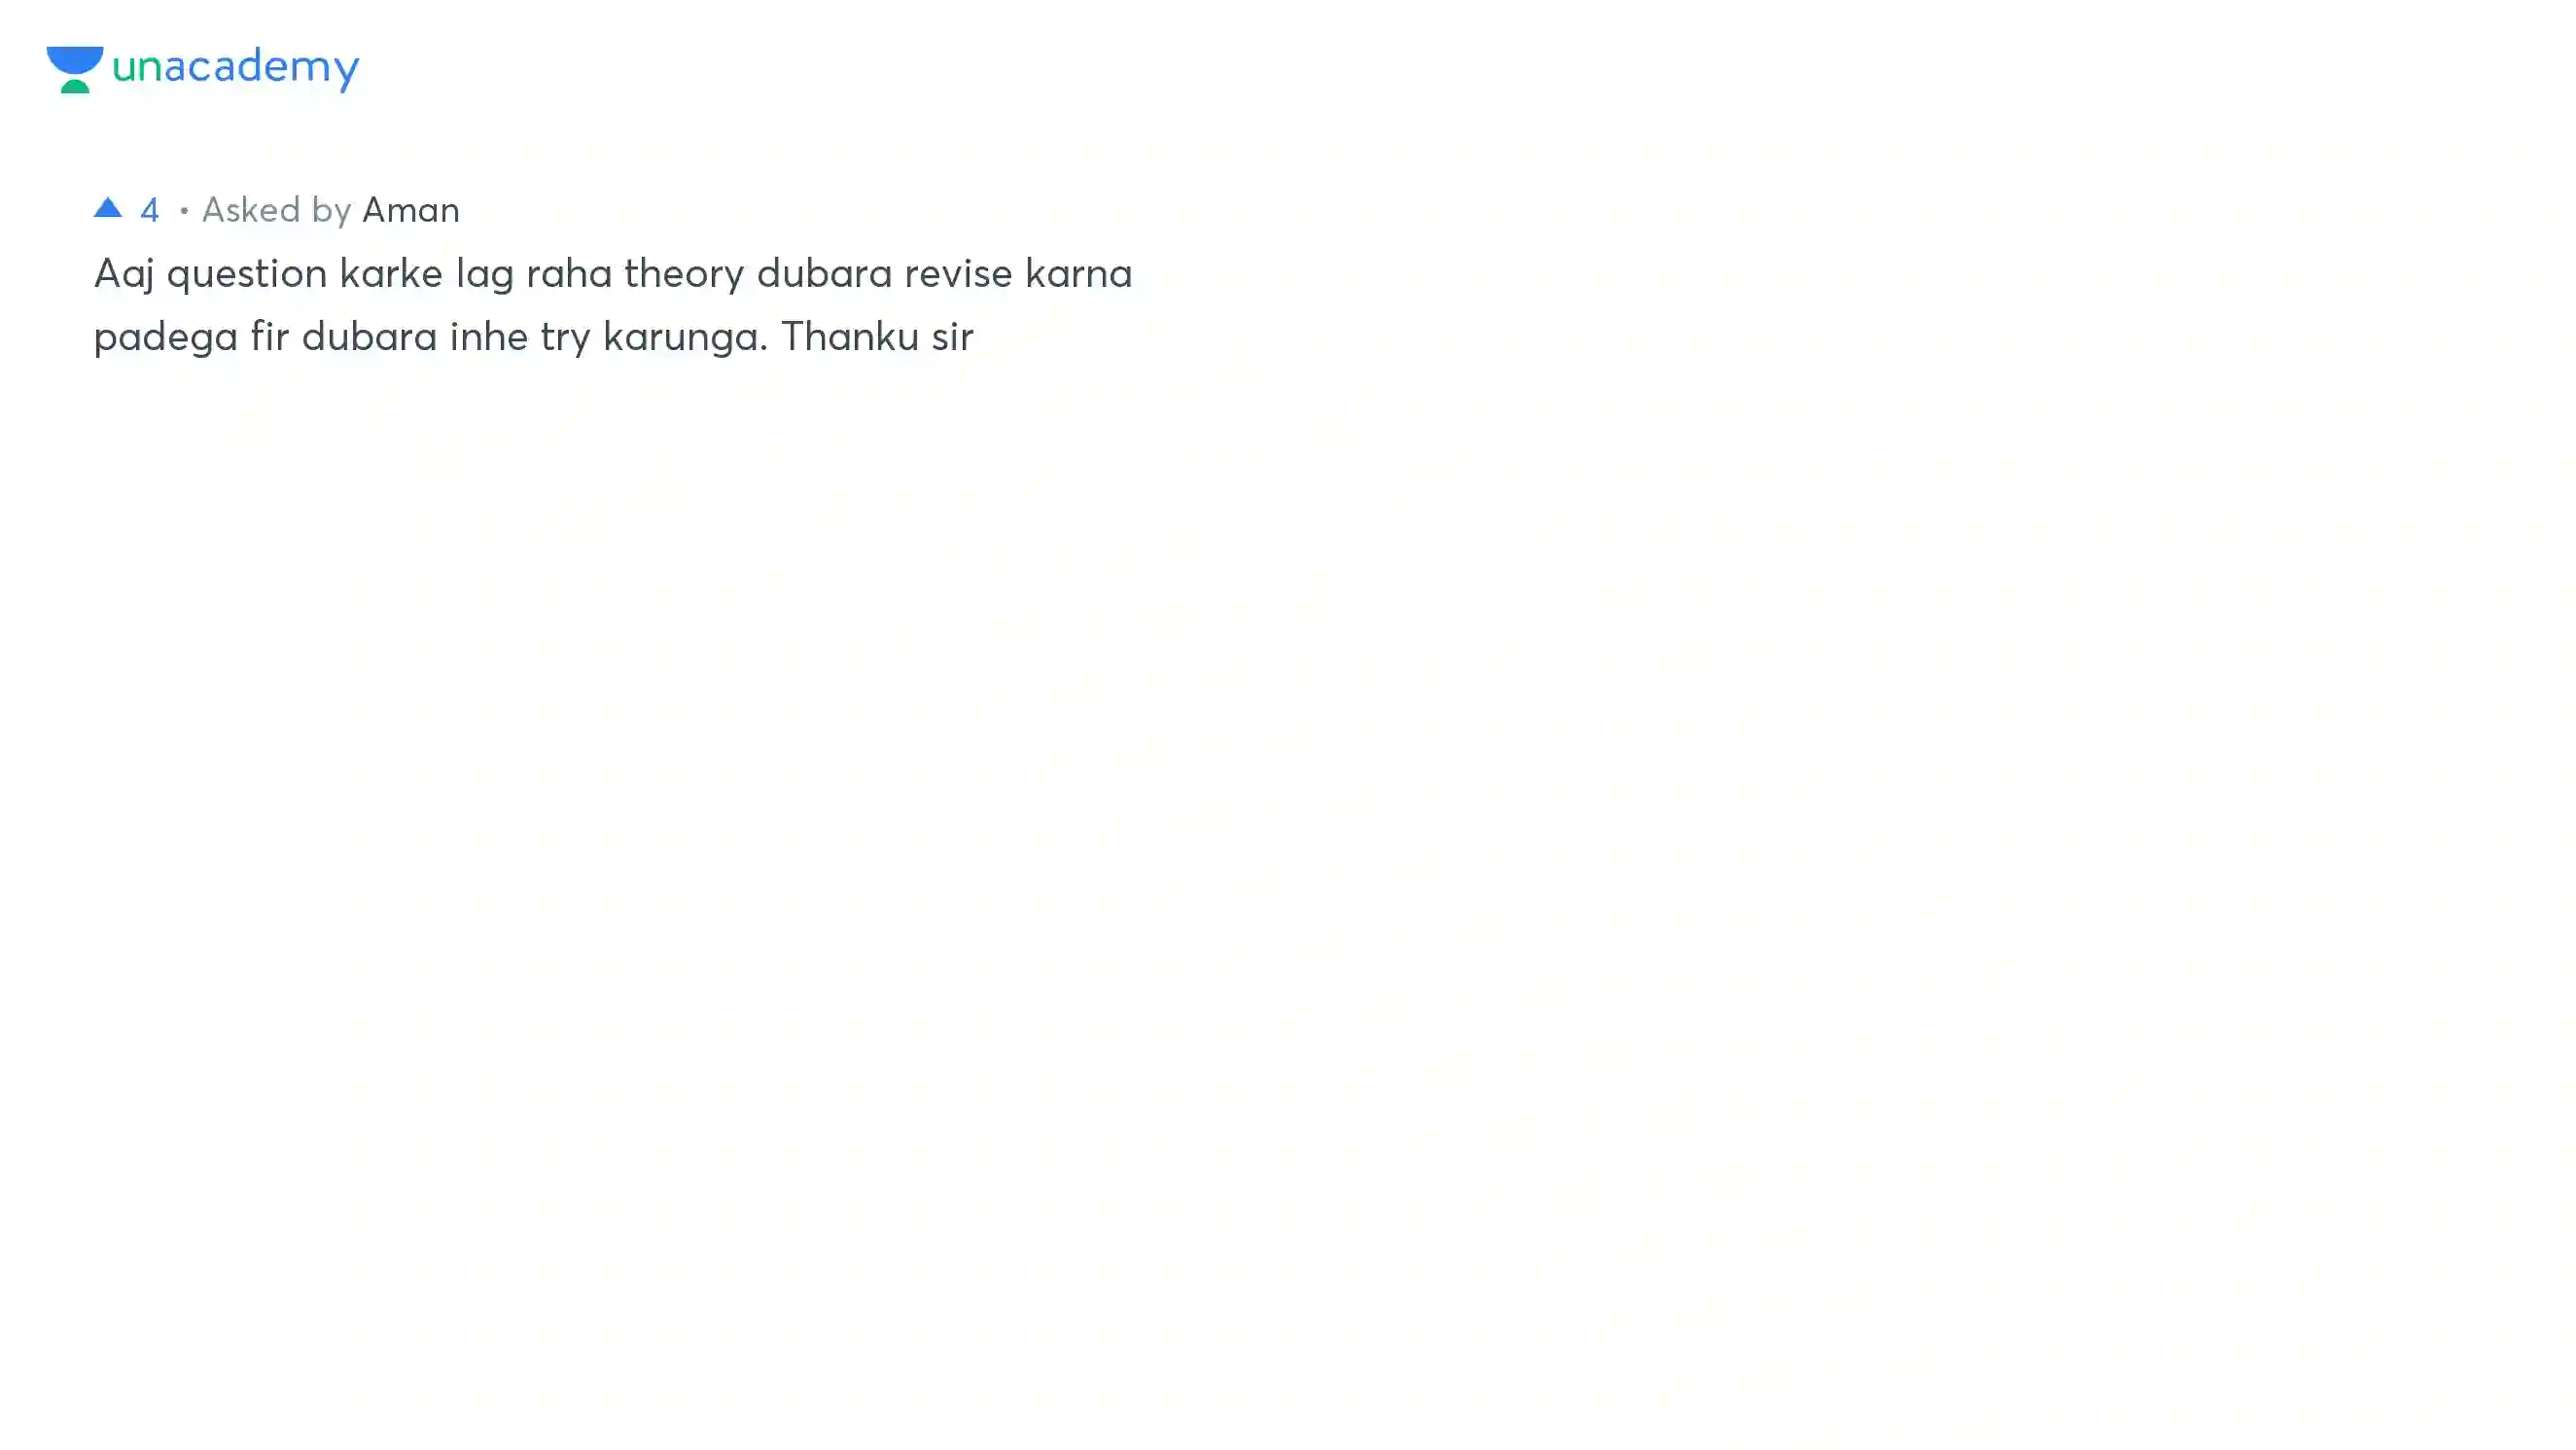 unacademy
▲ 4 • Asked by Aman
Aaj question karke lag raha theory dubara revise karna
padega fir dubara inhe try karunga. Thanku sir